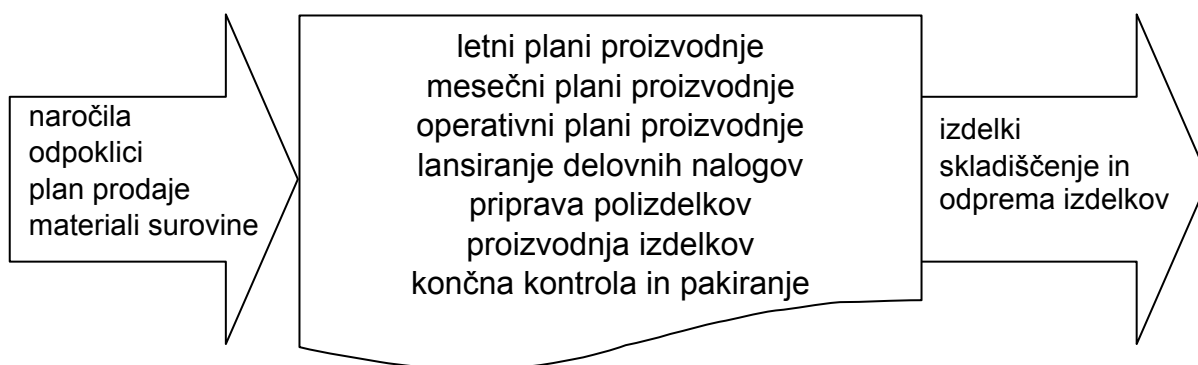 naročila
odpoklici
plan prodaje
materiali surovine
letni plani proizvodnje
mesečni plani proizvodnje
operativni plani proizvodnje
lansiranje delovnih nalogov
priprava polizdelkov
proizvodnja izdelkov
končna kontrola in pakiranje
izdelki
skladiščenje in
odprema izdelkov